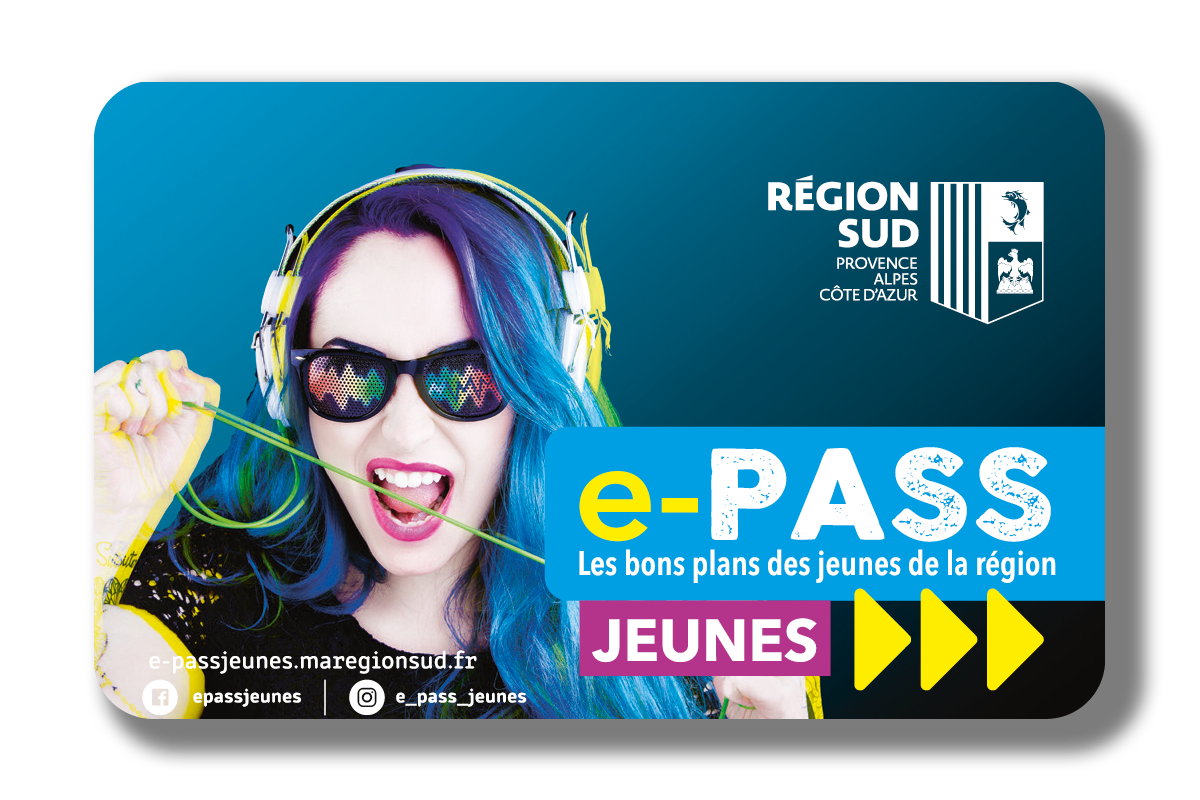 RÉGION
SUD
PROVENCE
ALPES
CÔTE D'AZUR
e-PASS
Les bons plans des jeunes de la région
JEUNES
e-passjeunes.maregionsud.fr
epassjeunes
e_pass_jeunes